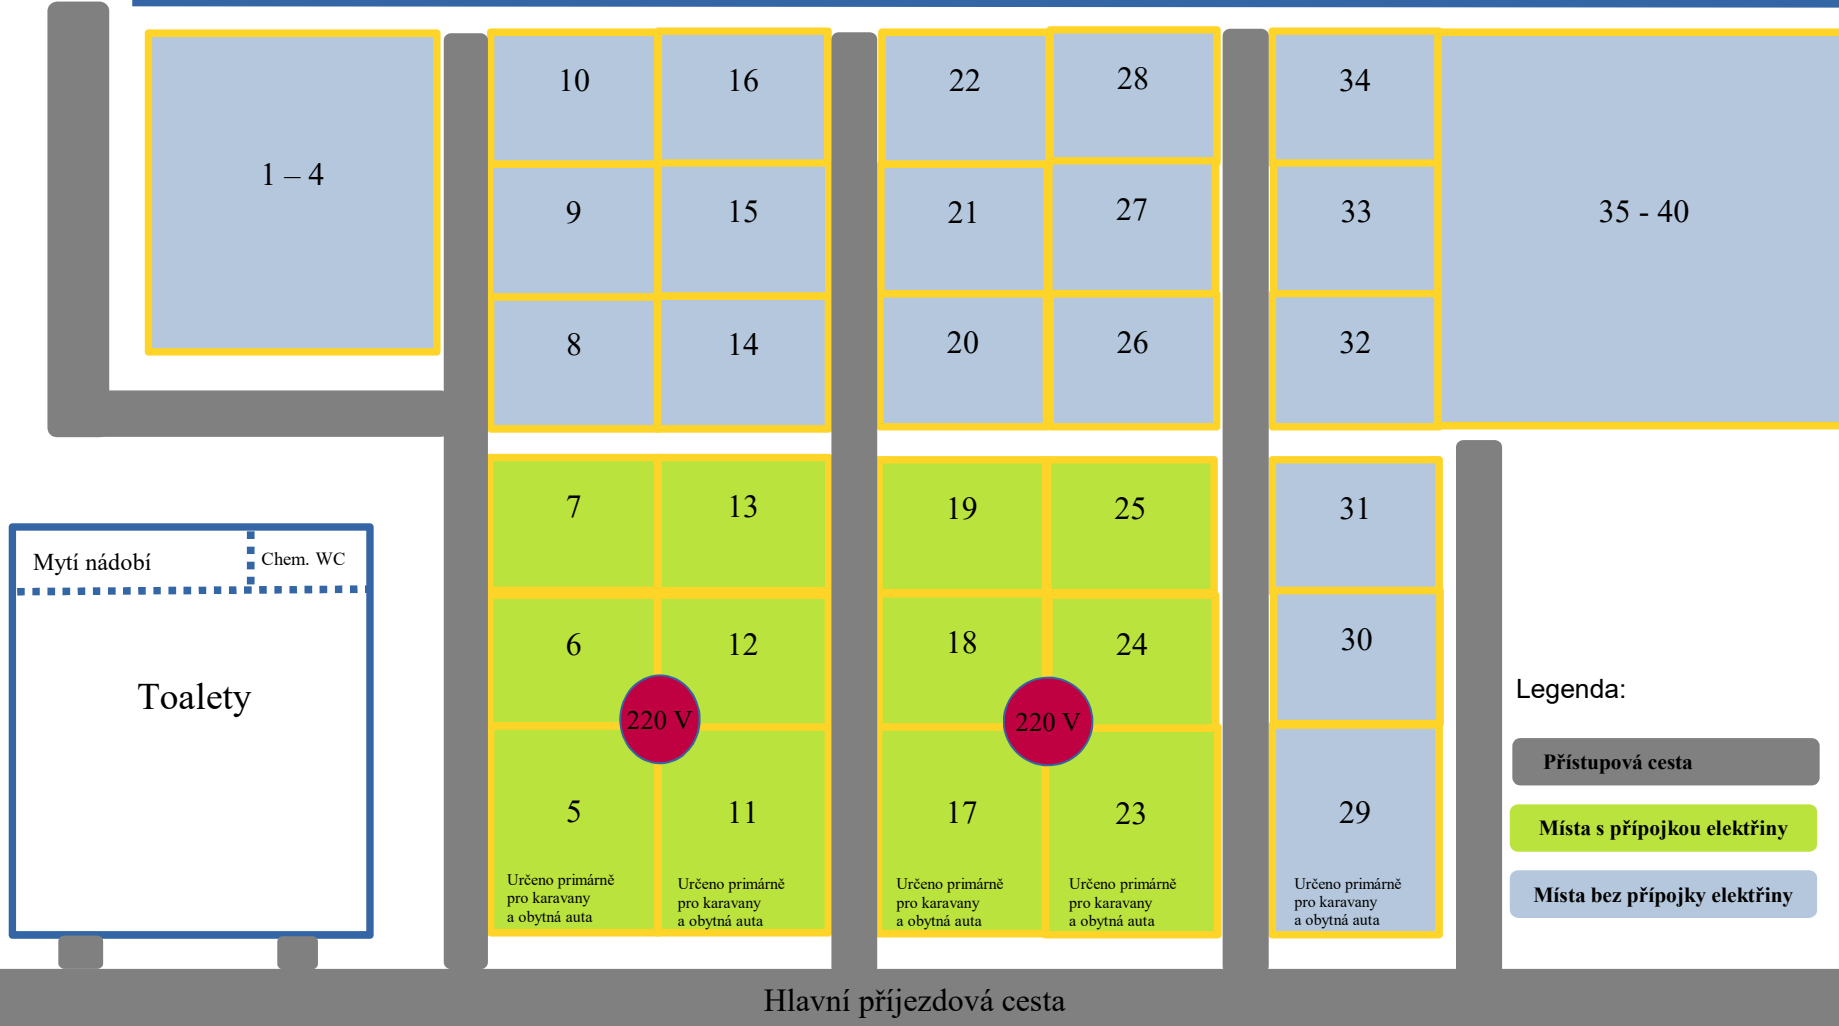 10
16
22
28
34
1 – 4
9
15
21
27
33
35 - 40
8
14
20
26
32
7
13
19
25
31
Mytí nádobí
Chem. WC
6
12
18
24
30
Toalety
220 V
220 V
Legenda:
Přístupová cesta
Místa s přípojkou elektřiny
Místa bez přípojky elektřiny
5
Určeno primárně
pro karavany
a obytná auta
11
Určeno primárně
pro karavany
a obytná auta
17
Určeno primárně
pro karavany
a obytná auta
23
Určeno primárně
pro karavany
a obytná auta
29
Určeno primárně
pro karavany
a obytná auta
Hlavní příjezdová cesta